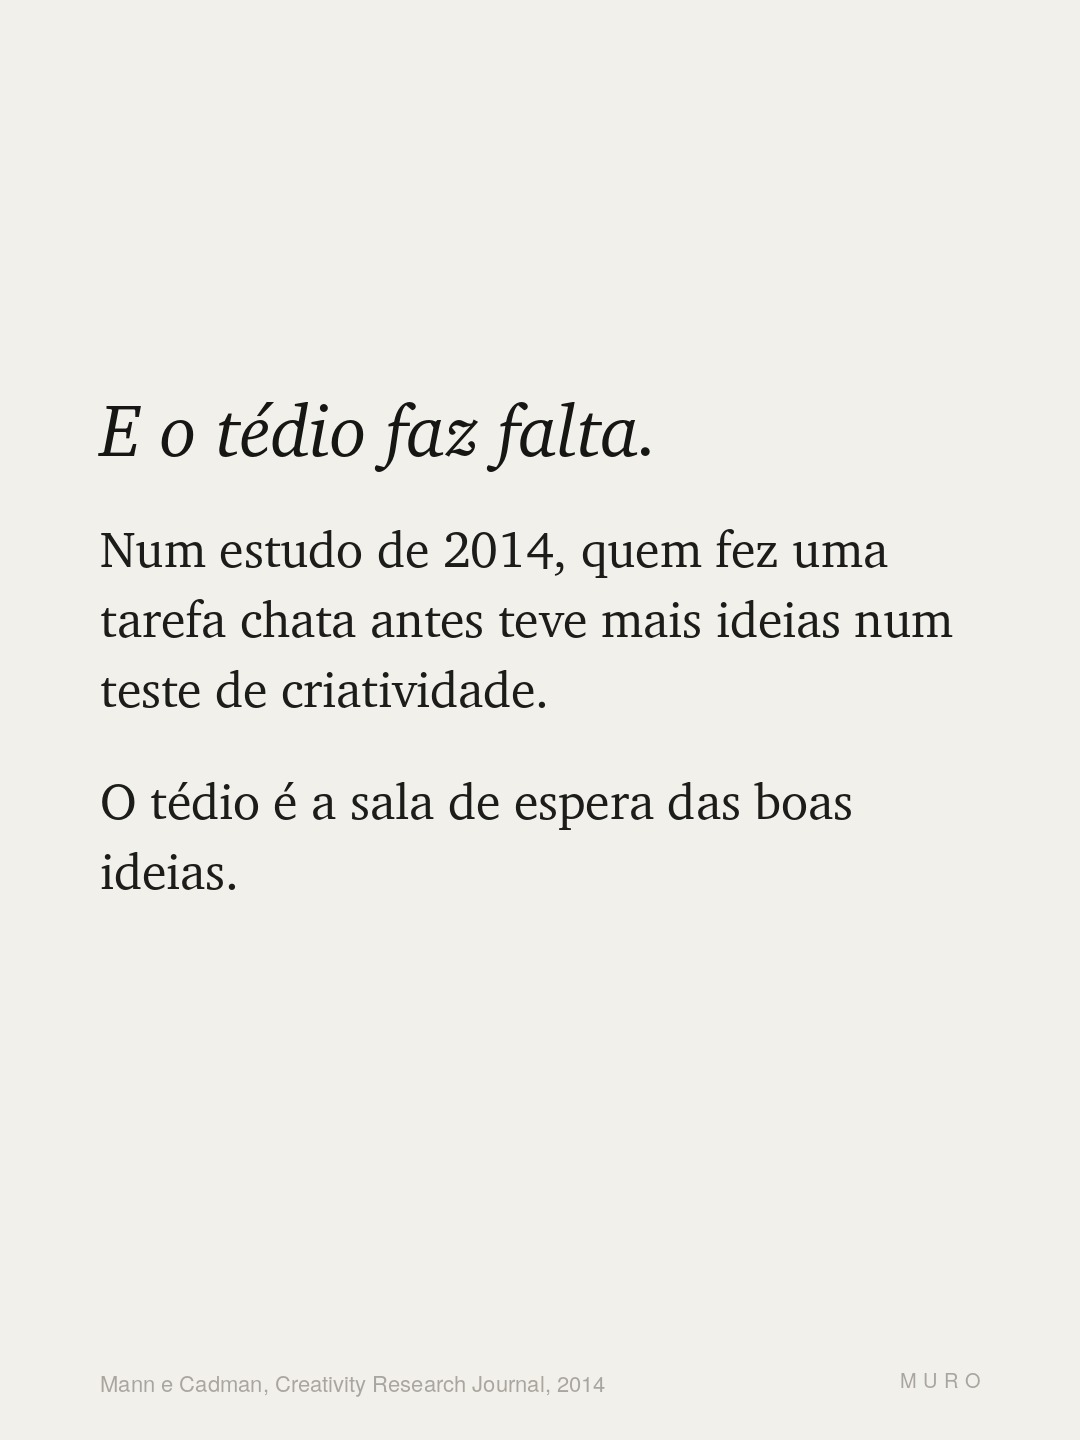 E o tédio faz falta.
Num estudo de 2014, quem fez uma
tarefa chata antes teve mais ideias num
teste de criatividade.
O tédio é a sala de espera das boas
ideias.
Mann e Cadman, Creativity Research Journal, 2014
MURO